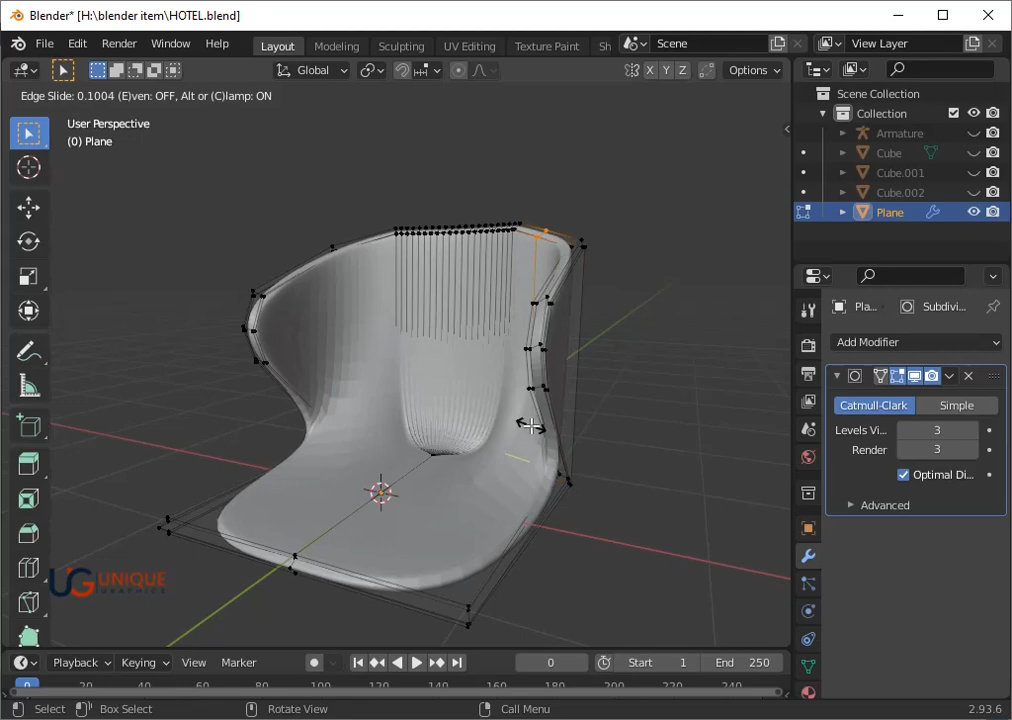 Blender* [H:\blender item\HOTEL.blend]
File Edit Render Window Help Layout Modeling Sculpting UV Editing Texture Paint Sh Scene View Layer
Global X Y Z Options
Edge Slide: 0.1004 (E)ven: OFF, Alt or (C)lamp: ON
User Perspective
(0) Plane
Scene Collection
Collection
Armature
Cube
Cube.001
Cube.002
Plane
Pla... Subdivi...
Add Modifier
Catmull-Clark Simple
Levels Vi... 3
Render 3
Optimal Di...
Advanced
UG UNIQUE
GRAPHICS
Playback Keying View Marker 0 Start 1 End 250
0 20 40 60 80 100 120 140 160 180 200 220 240
Select Box Select Rotate View Call Menu 2.93.6